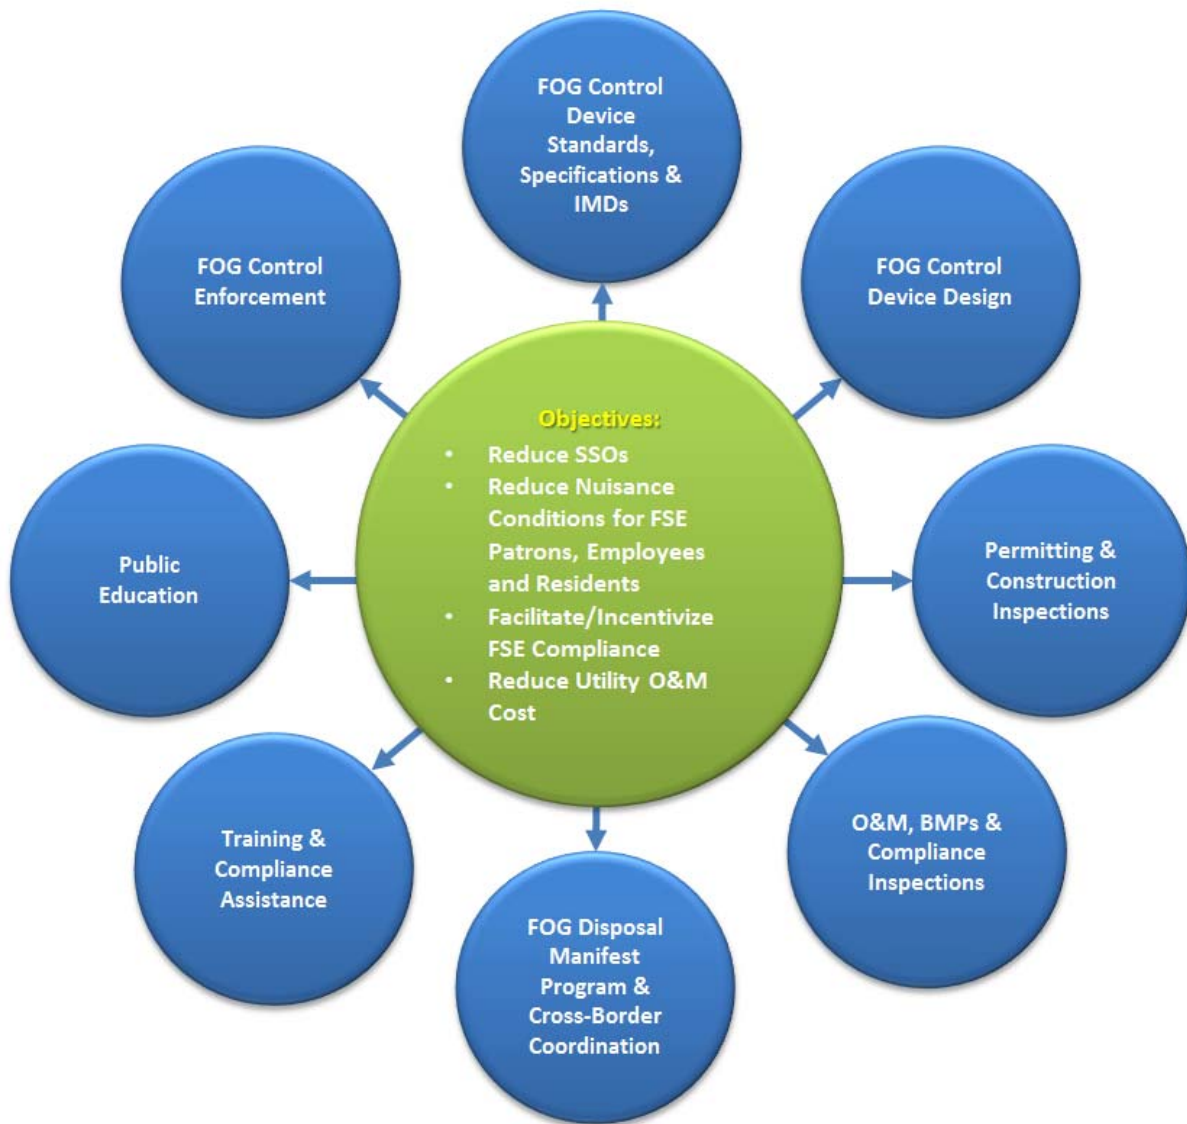 FOG Control
Device
Standards,
Specifications &
IMDs
FOG Control
Enforcement
FOG Control
Device Design
Objectives:
• Reduce SSOs
• Reduce Nuisance
Conditions for FSE
Patrons, Employees
and Residents
• Facilitate/Incentivize
FSE Compliance
• Reduce Utility O&M
Cost
Public
Education
Permitting &
Construction
Inspections
Training &
Compliance
Assistance
O&M, BMPs &
Compliance
Inspections
FOG Disposal
Manifest
Program &
Cross-Border
Coordination